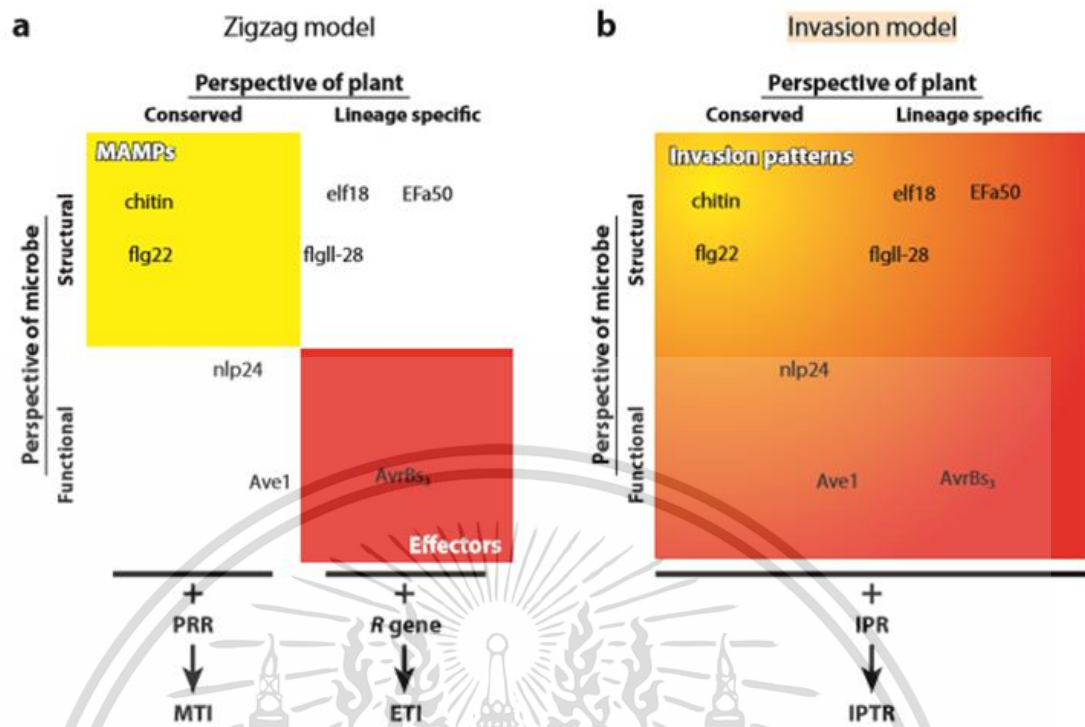 a
Zigzag model
Perspective of plant
Conserved
Lineage specific
Perspective of microbe
Structural
Functional
MAMPs
chitin
elf18
EFa50
flg22
flgII-28
nlp24
Ave1
AvrBs3
Effectors
+
PRR
MTI
+
R gene
ETI
b
Invasion model
Perspective of plant
Conserved
Lineage specific
Perspective of microbe
Structural
Functional
Invasion patterns
chitin
elf18
EFa50
flg22
flgII-28
nlp24
Ave1
AvrBs3
+
IPR
IPTR